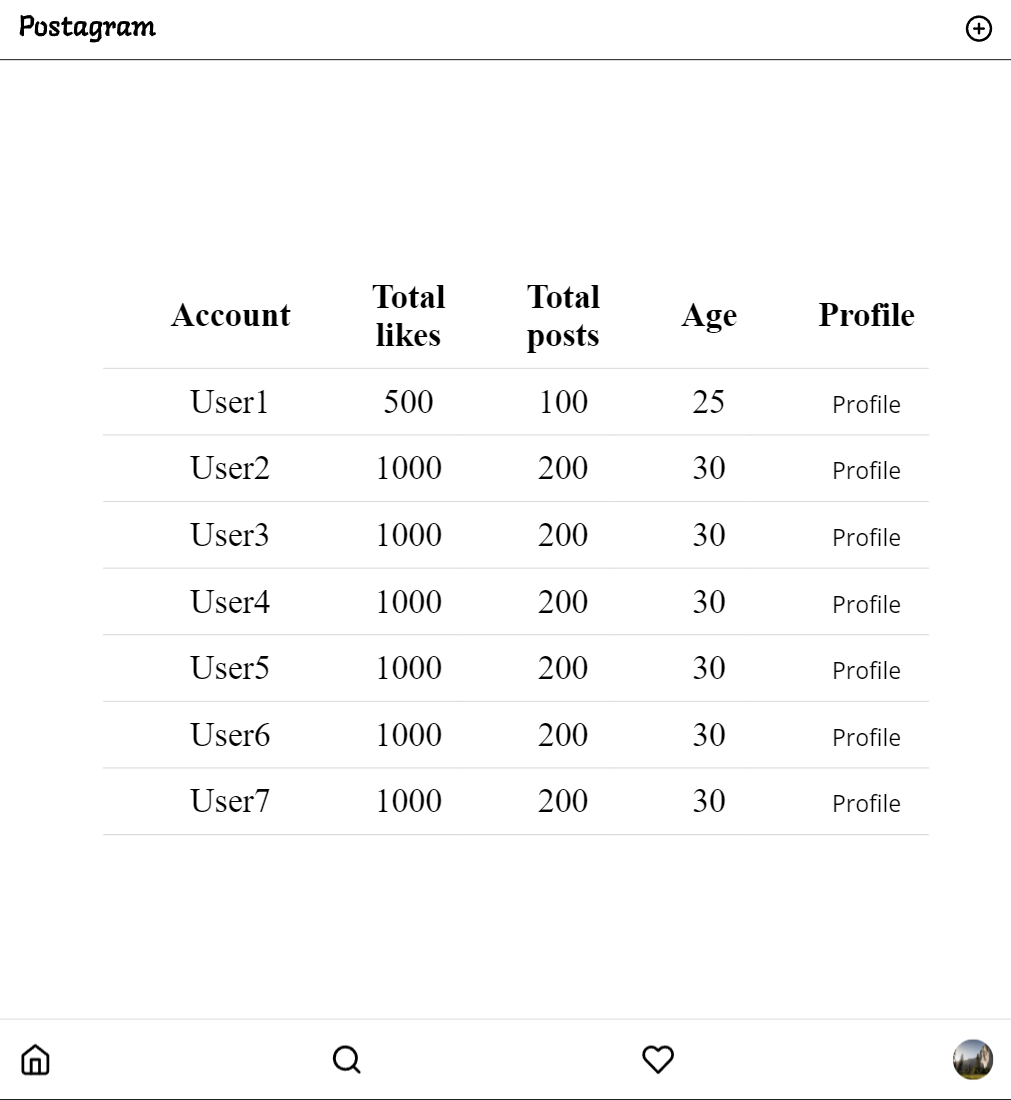 Postagram
Account Total likes Total posts Age Profile
User1 500 100 25 Profile
User2 1000 200 30 Profile
User3 1000 200 30 Profile
User4 1000 200 30 Profile
User5 1000 200 30 Profile
User6 1000 200 30 Profile
User7 1000 200 30 Profile